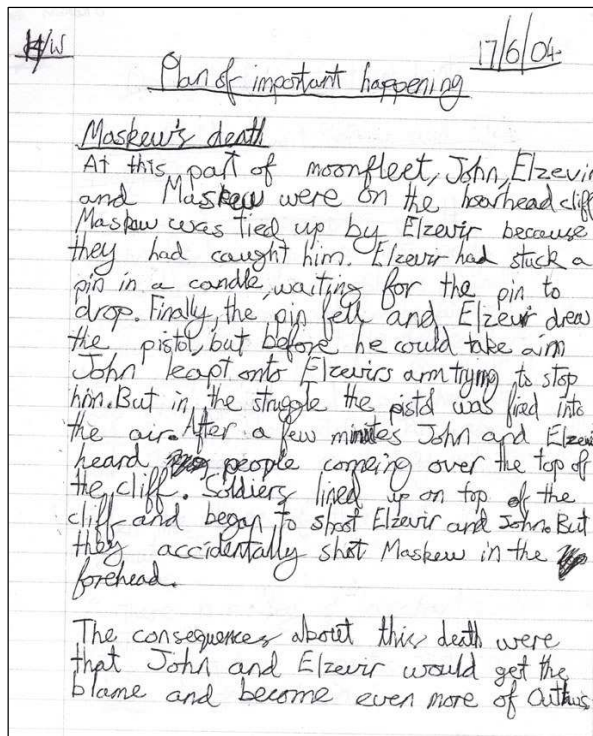 H/W
17/6/04
Plan of important happening
Maskew's death
At this part of moonfleet, John, Elzevir
and Maskew were on the hoarhead cliff
Maskew was tied up by Elzevir because
they had caught him. Elzevir had stuck a
pin in a candle, waiting for the pin to
drop. Finally, the pin fell and Elzevir drew
the pistol, but before he could take aim
John leapt onto Elzevirs arm trying to stop
him. But in the struggle the pistol was fired into
the air. After a few minutes John and Elzevi
heard people comeing over the top of
the cliff. Soldiers lined up on top of the
cliff and began to shoot Elzevir and John. But
they accidentally shot Maskew in the
forehead.
The consequences about this death were
that John and Elzevir would get the
blame and become even more of